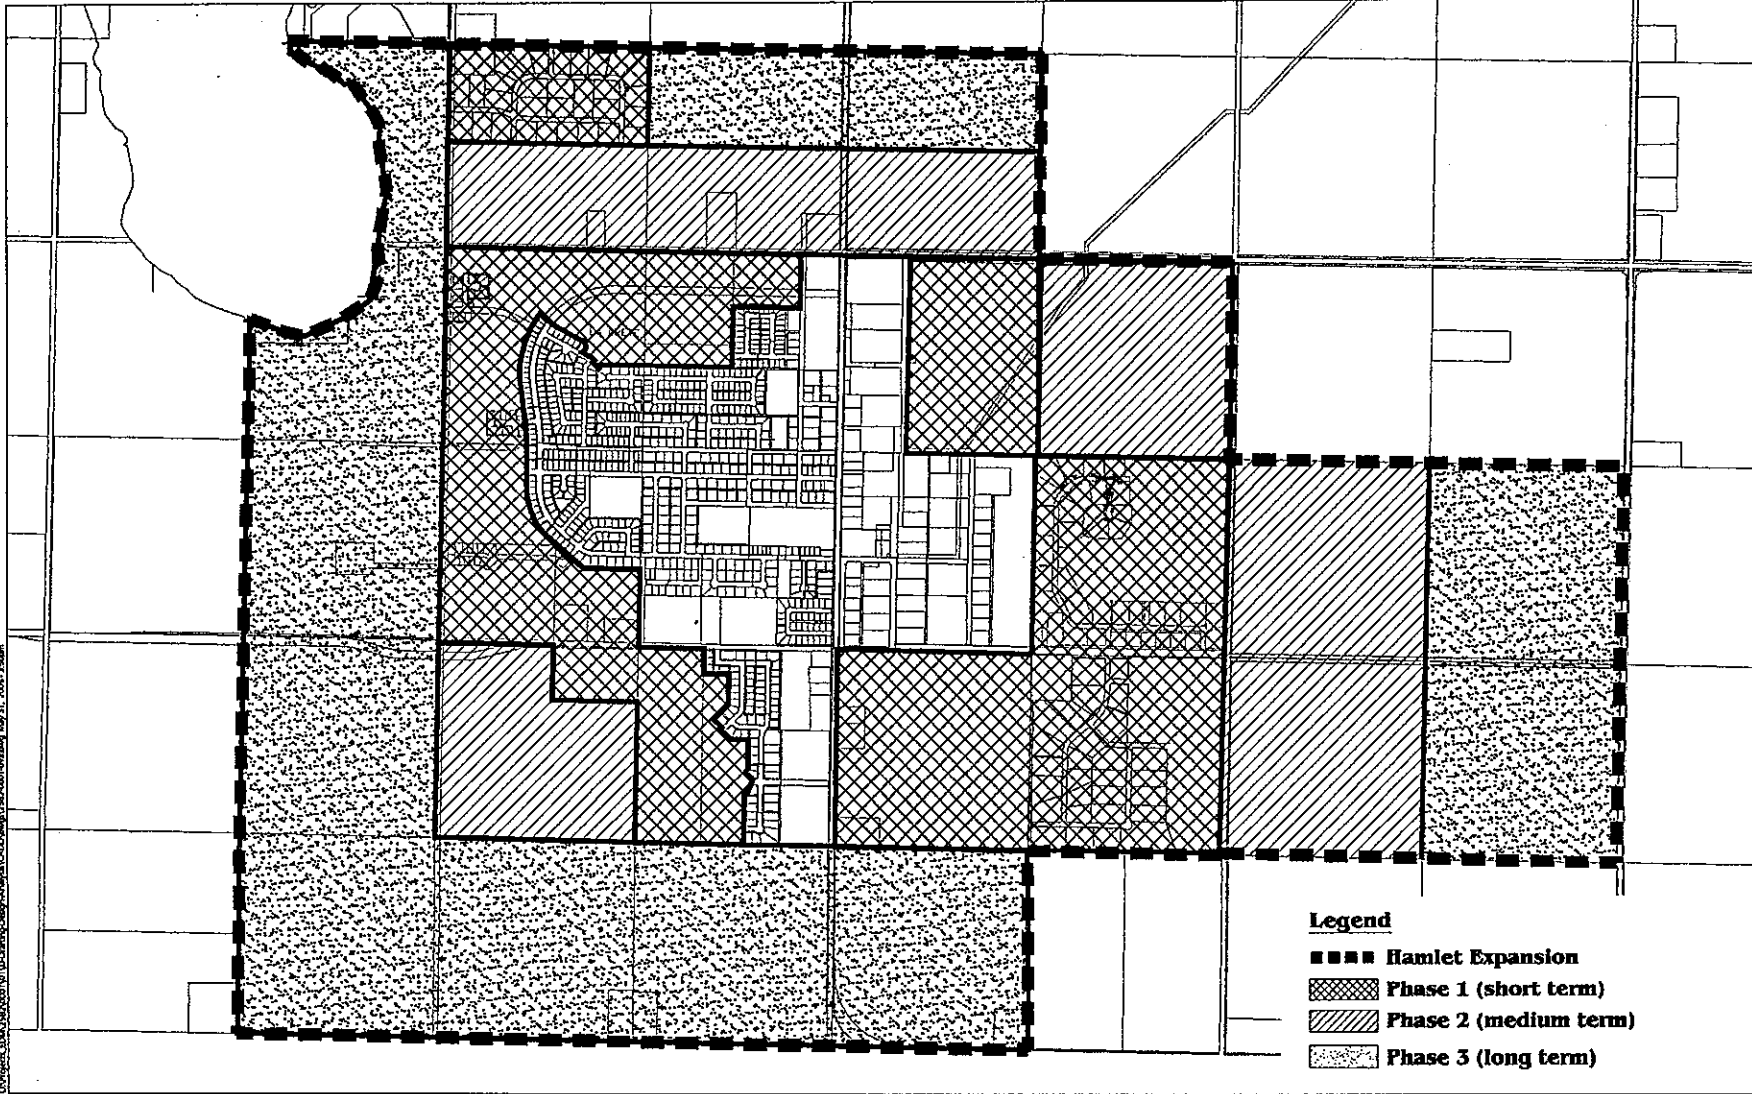 Legend
Hamlet Expansion
Phase 1 (short term)
Phase 2 (medium term)
Phase 3 (long term)